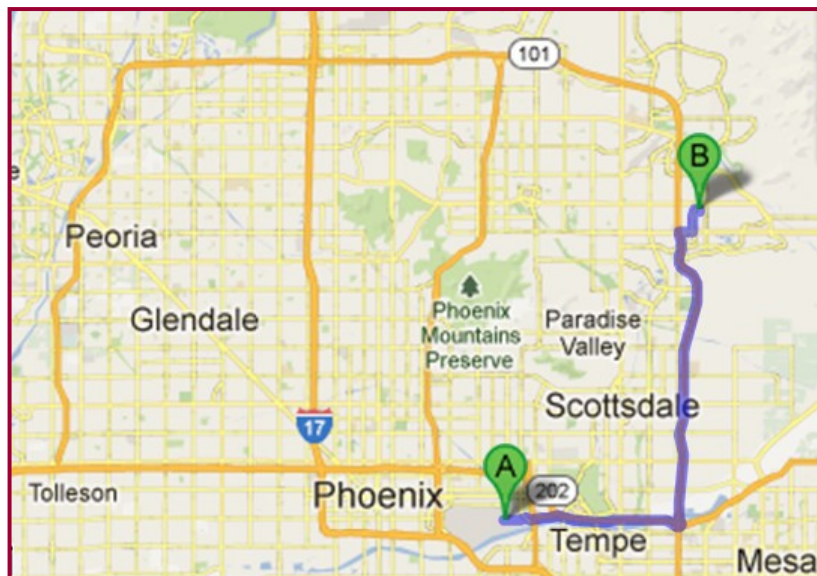 101
B
e
Peoria
Glendale
Phoenix
Mountains
Preserve
Paradise
Valley
Scottsdale
17
A
202
Tolleson
Phoenix
Tempe
Mesa